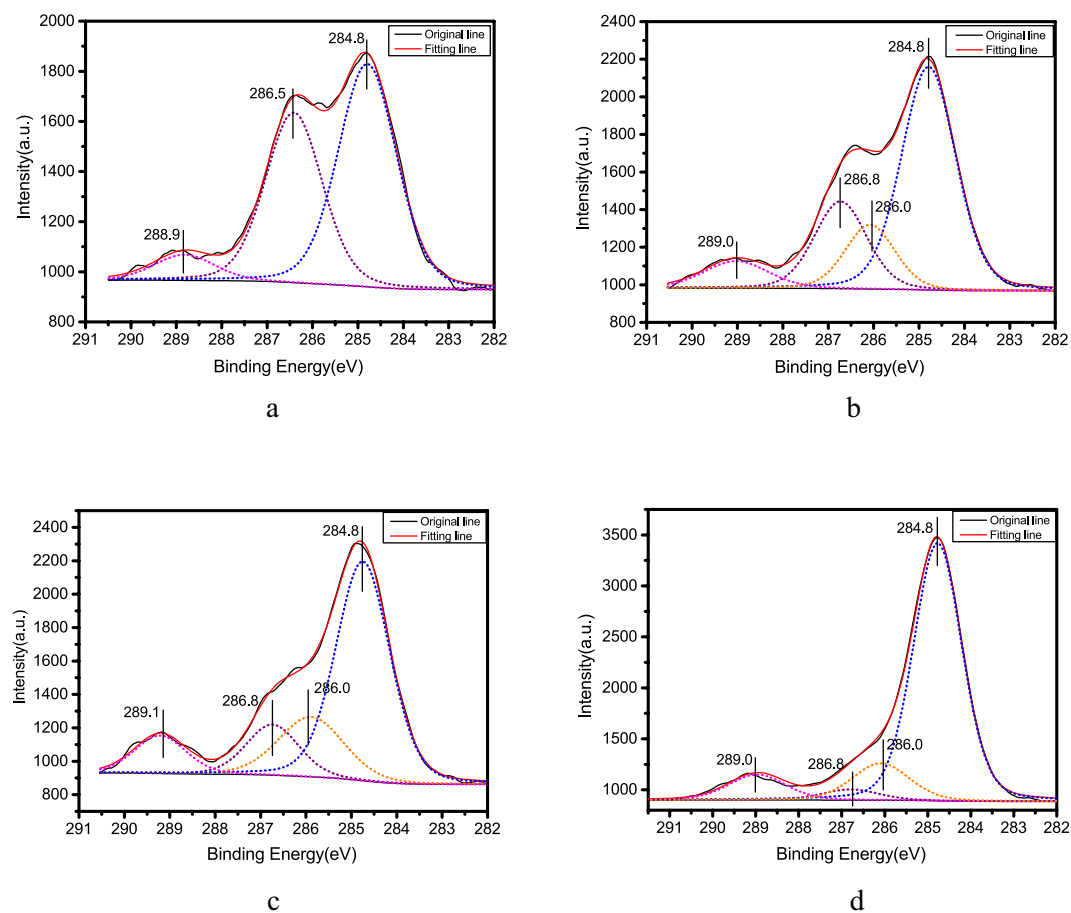 2000
1800
1600
1400
1200
1000
800
291 290 289 288 287 286 285 284 283 282
Intensity(a.u.)
Binding Energy(eV)
288.9
286.5
284.8
Original line
Fitting line
a
2400
2200
2000
1800
1600
1400
1200
1000
800
291 290 289 288 287 286 285 284 283 282
Intensity(a.u.)
Binding Energy(eV)
289.0
286.8
286.0
284.8
Original line
Fitting line
b
2400
2200
2000
1800
1600
1400
1200
1000
800
291 290 289 288 287 286 285 284 283 282
Intensity(a.u.)
Binding Energy(eV)
289.1
286.8
286.0
284.8
Original line
Fitting line
c
3500
3000
2500
2000
1500
1000
291 290 289 288 287 286 285 284 283 282
Intensity(a.u.)
Binding Energy(eV)
289.0
286.8
286.0
284.8
Original line
Fitting line
d